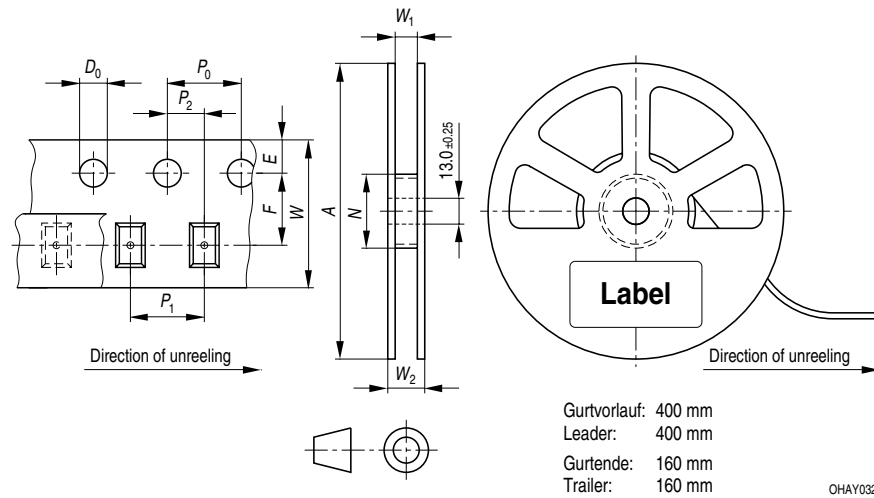 W1
D0
P0
P2
E
F
W
A
N
13.0 ±0.25
P1
W2
Label
Direction of unreeling
Direction of unreeling
Gurtvorlauf: 400 mm
Leader: 400 mm
Gurtende: 160 mm
Trailer: 160 mm
OHAY032